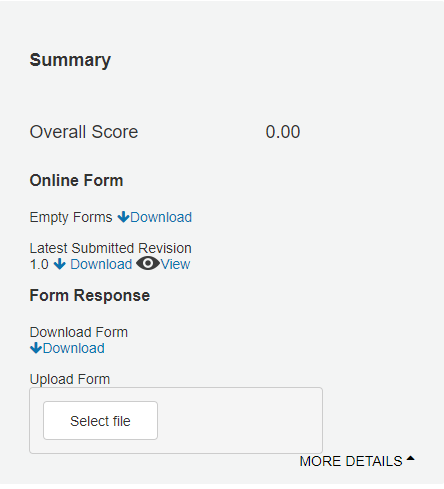 Summary
Overall Score 0.00
Online Form
Empty Forms Download
Latest Submitted Revision
1.0 Download View
Form Response
Download Form
Download
Upload Form
Select file
MORE DETAILS